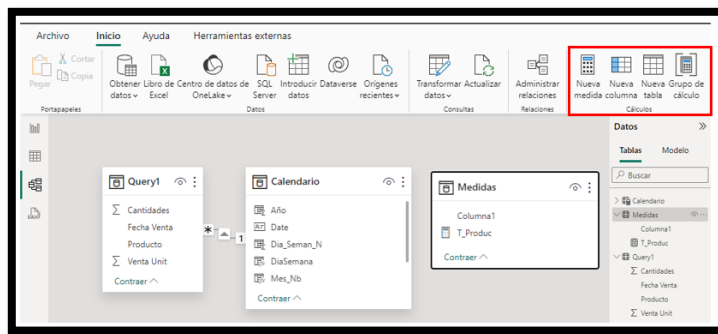 Archivo Inicio Ayuda Herramientas externas
Pegar
Cortar
Copia
Portapapeles
Obtener datos
Libro de Excel
Centro de datos de OneLake
SQL Server
Introducir datos
Dataverse
Orígenes recientes
Datos
Transformar datos
Actualizar
Consultas
Administrar relaciones
Relaciones
Nueva medida
Nueva columna
Nueva tabla
Grupo de cálculo
Cálculos
Query1
Σ Cantidades
Fecha Venta
Producto
Σ Venta Unit
Contraer
* 1
Calendario
Año
Date
Dia_Seman_N
DiaSemana
Mes_Nb
Contraer
Medidas
Columna1
T_Produc
Contraer
Datos
Tablas Modelo
Buscar
Calendario
Medidas
Columna1
T_Produc
Query1
Σ Cantidades
Fecha Venta
Producto
Σ Venta Unit